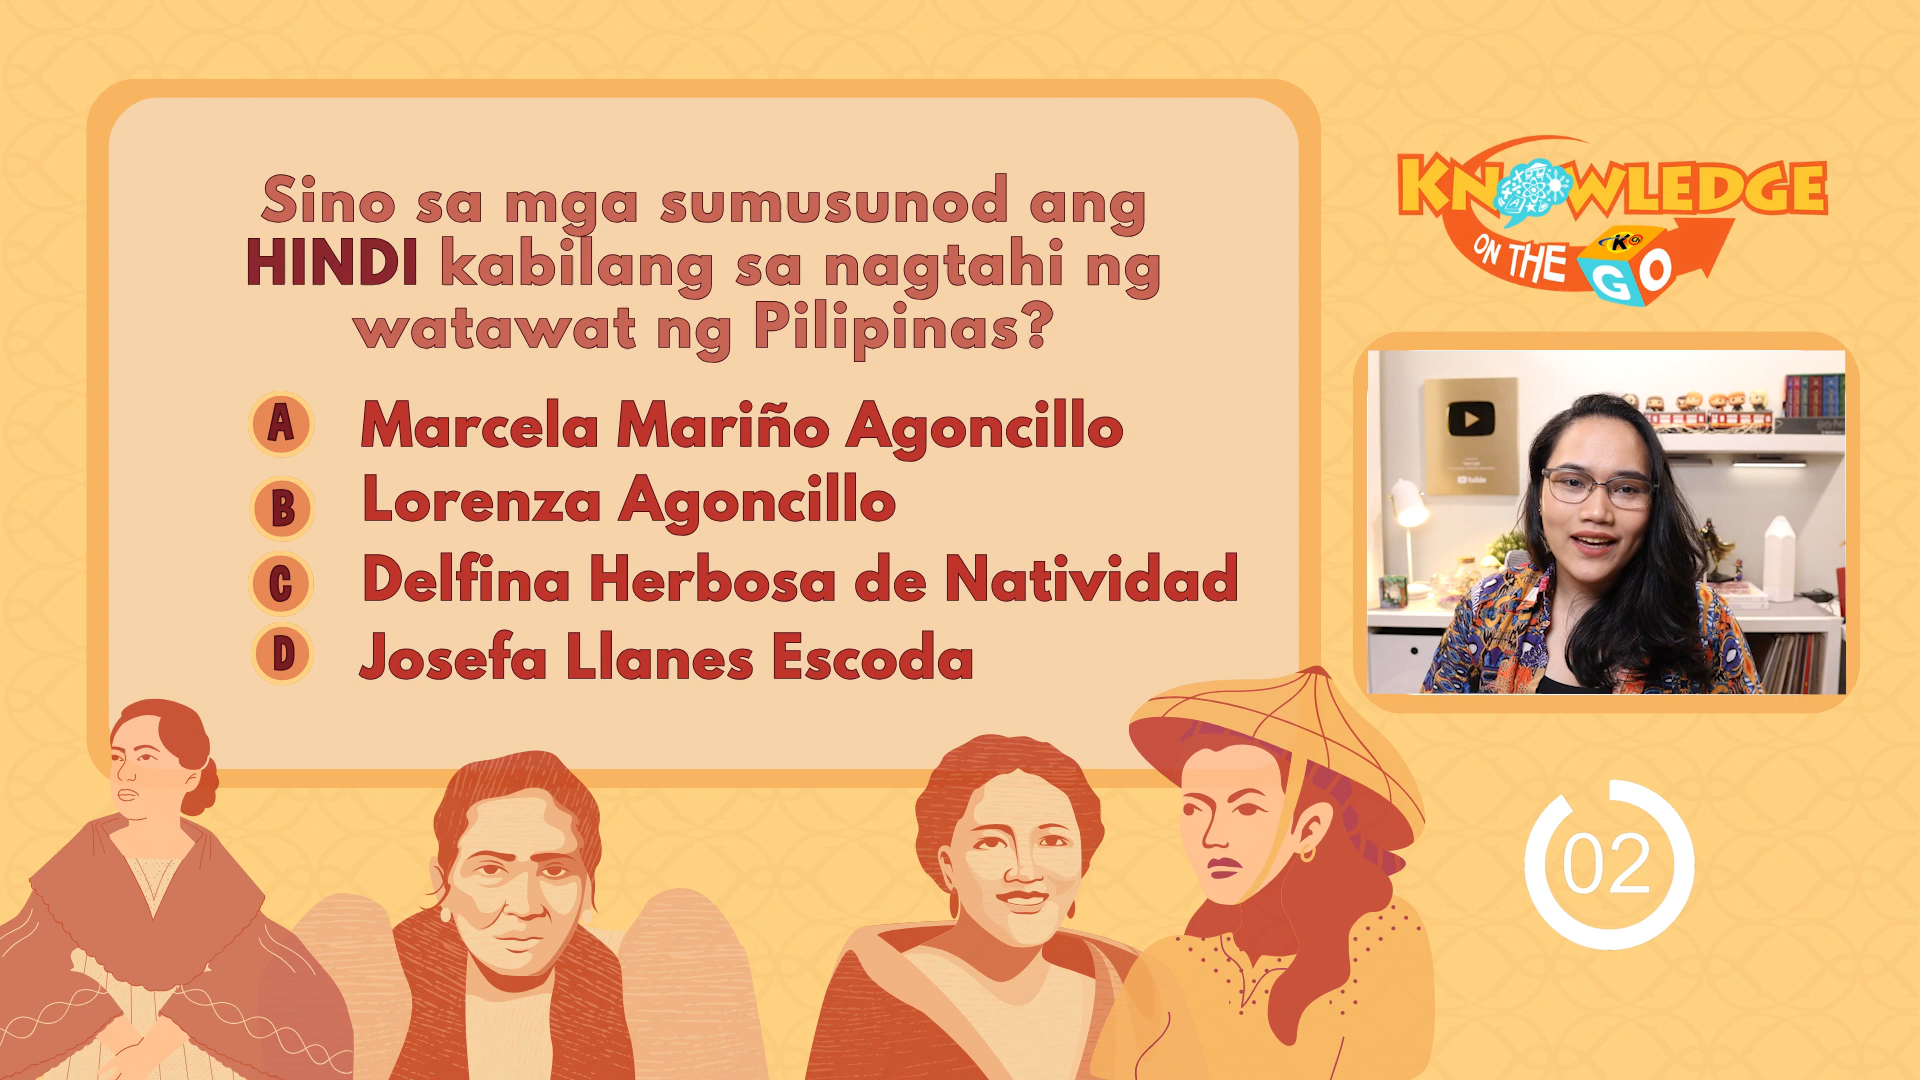 Sino sa mga sumusunod ang
HINDI kabilang sa nagtahi ng
watawat ng Pilipinas?
A Marcela Mariño Agoncillo
B Lorenza Agoncillo
C Delfina Herbosa de Natividad
D Josefa Llanes Escoda
KNOWLEDGE
ON THE GO
K
YouTube
02